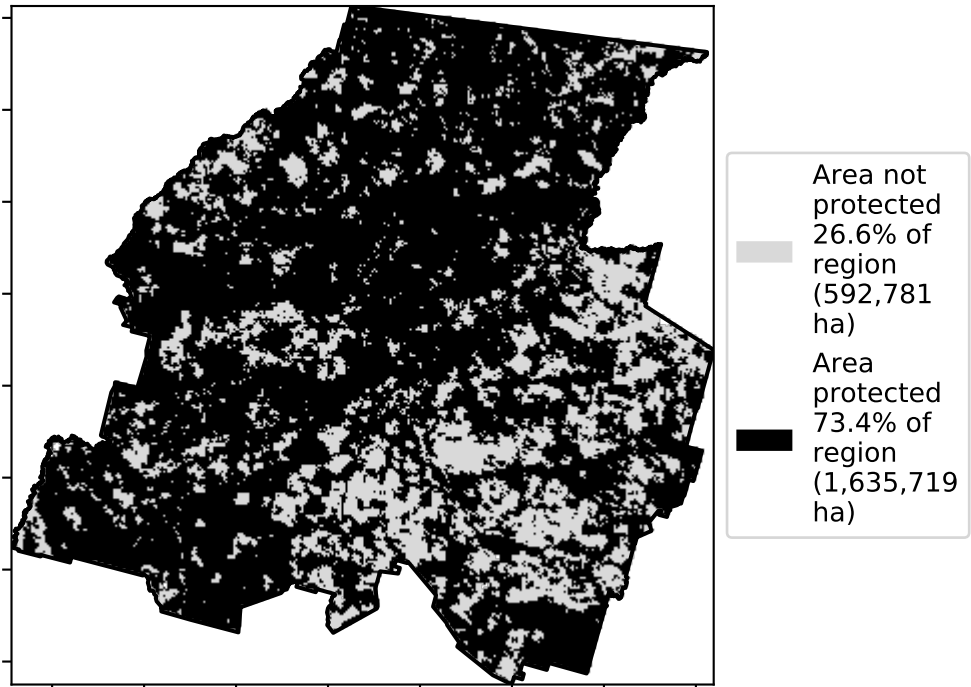 Area not
protected
26.6% of
region
(592,781
ha)
Area
protected
73.4% of
region
(1,635,719
ha)